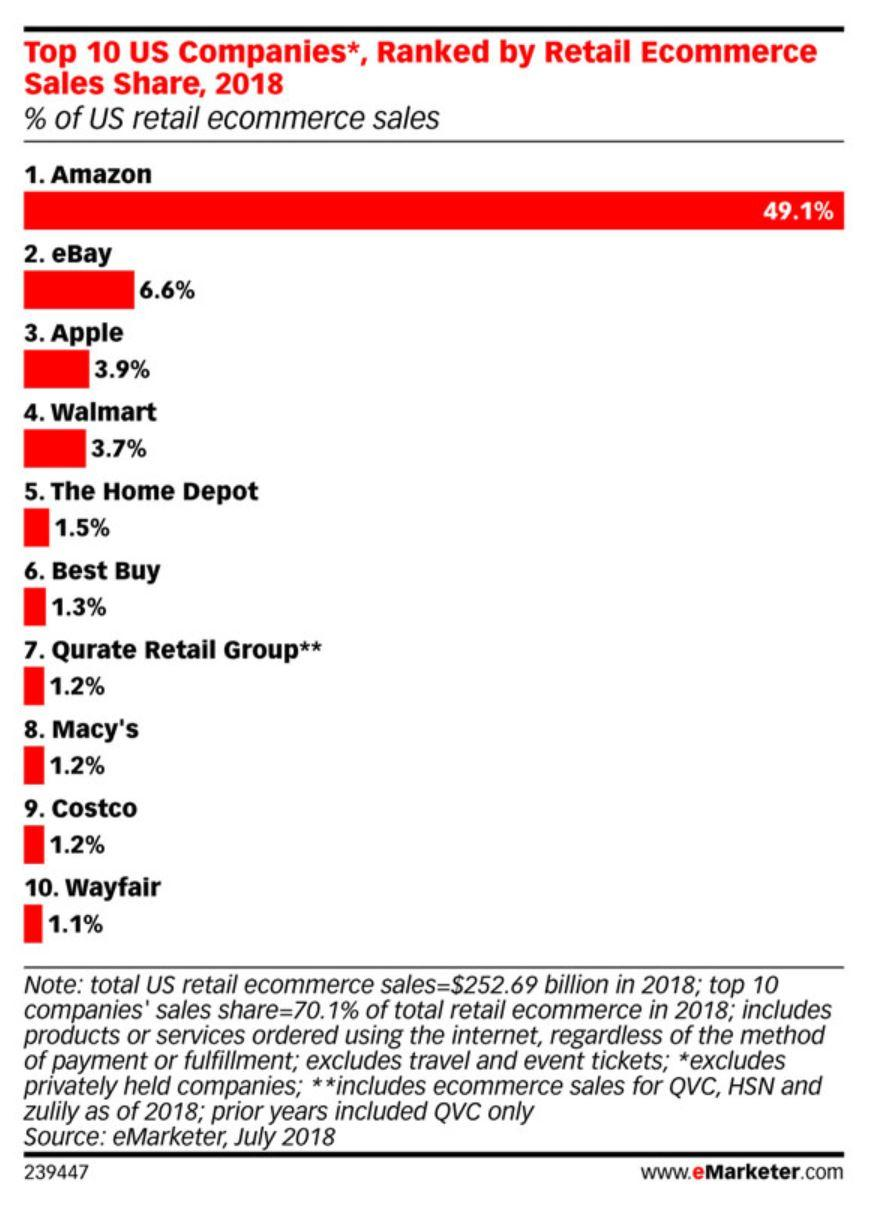 Top 10 US Companies*, Ranked by Retail Ecommerce
Sales Share, 2018
% of US retail ecommerce sales
1. Amazon
49.1%
2. eBay
6.6%
3. Apple
3.9%
4. Walmart
3.7%
5. The Home Depot
1.5%
6. Best Buy
1.3%
7. Qurate Retail Group**
1.2%
8. Macy's
1.2%
9. Costco
1.2%
10. Wayfair
1.1%
Note: total US retail ecommerce sales=$252.69 billion in 2018; top 10
companies' sales share=70.1% of total retail ecommerce in 2018; includes
products or services ordered using the internet, regardless of the method
of payment or fulfillment; excludes travel and event tickets; *excludes
privately held companies; **includes ecommerce sales for QVC, HSN and
zulily as of 2018; prior years included QVC only
Source: eMarketer, July 2018
239447
www.eMarketer.com